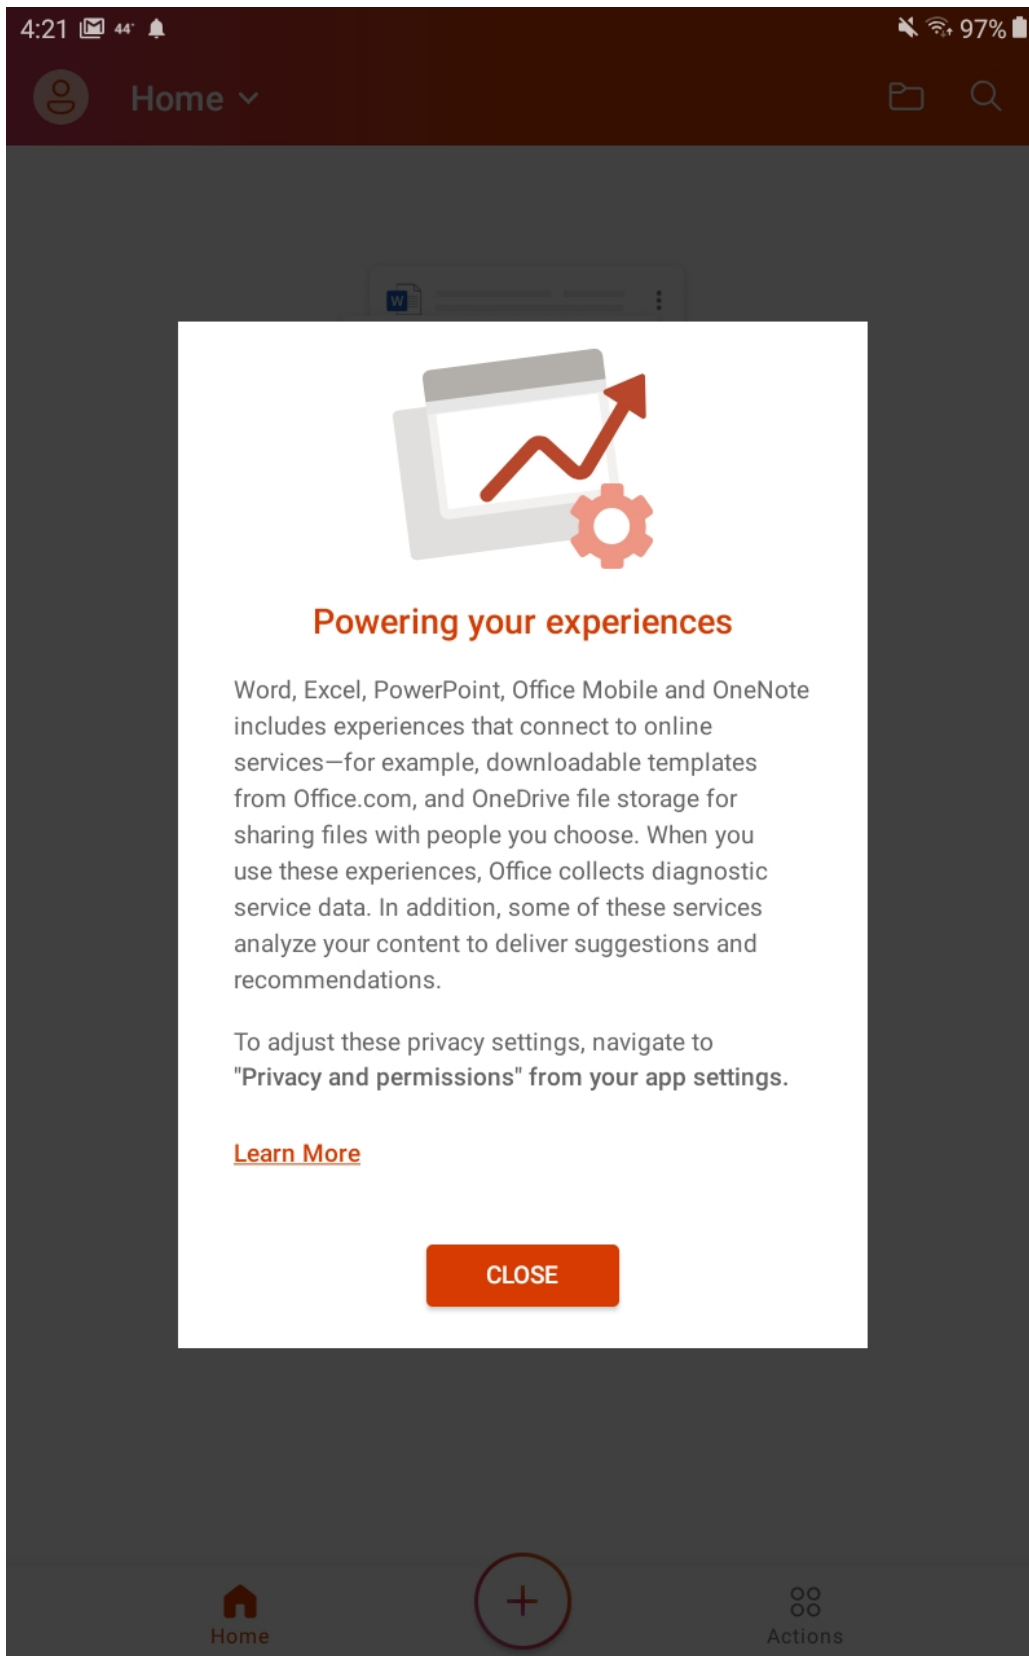 4:21 44° 97%
Home
W
Powering your experiences
Word, Excel, PowerPoint, Office Mobile and OneNote
includes experiences that connect to online
services—for example, downloadable templates
from Office.com, and OneDrive file storage for
sharing files with people you choose. When you
use these experiences, Office collects diagnostic
service data. In addition, some of these services
analyze your content to deliver suggestions and
recommendations.
To adjust these privacy settings, navigate to
"Privacy and permissions" from your app settings.
Learn More
CLOSE
Home Actions